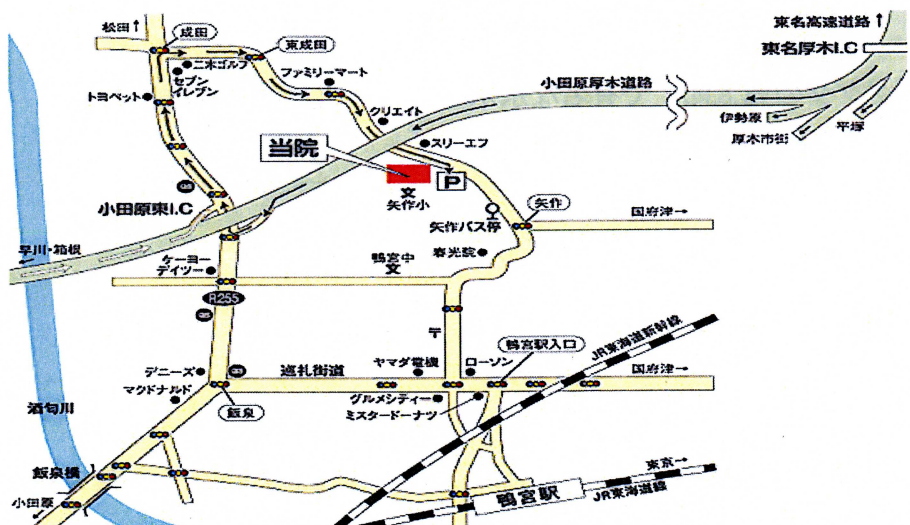 松田↑
成田
東成田
二木ゴルフ
セブン
イレブン
ファミリーマート
トヨペット
クリエイト
スリーエフ
小田原厚木道路
東名高速道路↑
東名厚木I.C
伊勢原
厚木市街
平塚
当院
P
文
矢作小
小田原東I.C
矢作バス停
矢作
国府津→
早川・箱根
ケーヨー
デイツー
鴨宮中
文
春光院
R255
〒
JR東海道新幹線
デニーズ
マクドナルド
巡礼街道
ヤマダ電機
ローソン
鴨宮駅入口
国府津→
飯泉
グルメシティー
ミスタードーナツ
酒匂川
飯泉橋
小田原
鴨宮駅
東京→
JR東海道線